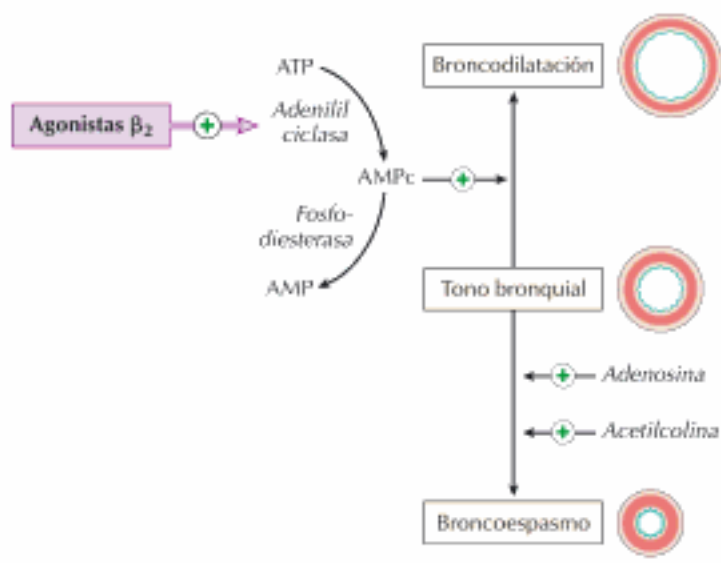 Broncodilatación
ATP
Adenilil
ciclasa
Agonistas β₂
+
AMPc
+
Fosfo-
diesterasa
AMP
Tono bronquial
+ Adenosina
+ Acetilcolina
Broncoespasmo